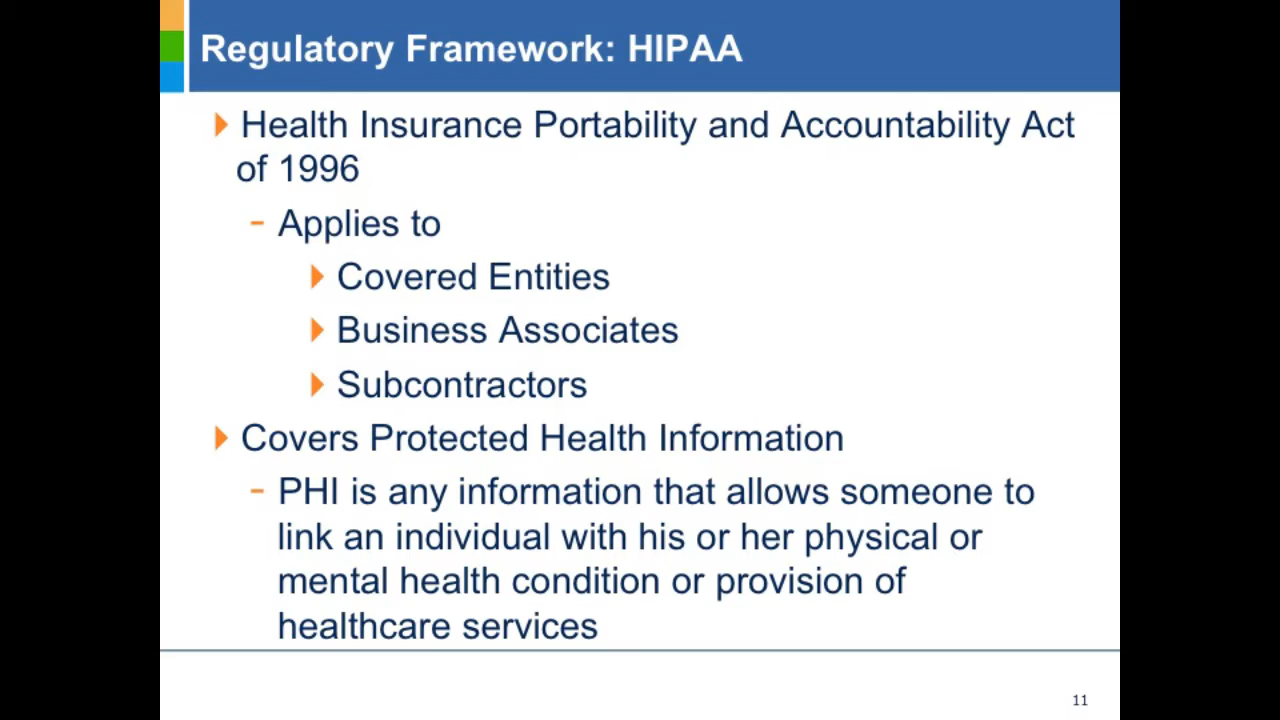 Regulatory Framework: HIPAA
Health Insurance Portability and Accountability Act
of 1996
- Applies to
Covered Entities
Business Associates
Subcontractors
Covers Protected Health Information
- PHI is any information that allows someone to
link an individual with his or her physical or
mental health condition or provision of
healthcare services
11